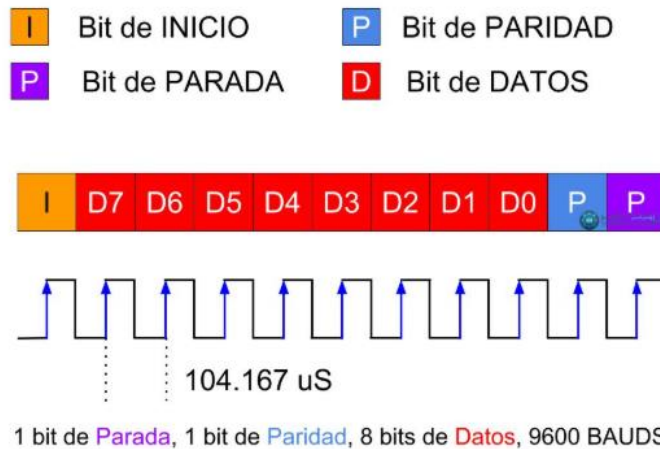 I Bit de INICIO P Bit de PARIDAD
P Bit de PARADA D Bit de DATOS
I D7 D6 D5 D4 D3 D2 D1 D0 P P
104.167 uS
1 bit de Parada, 1 bit de Paridad, 8 bits de Datos, 9600 BAUDS